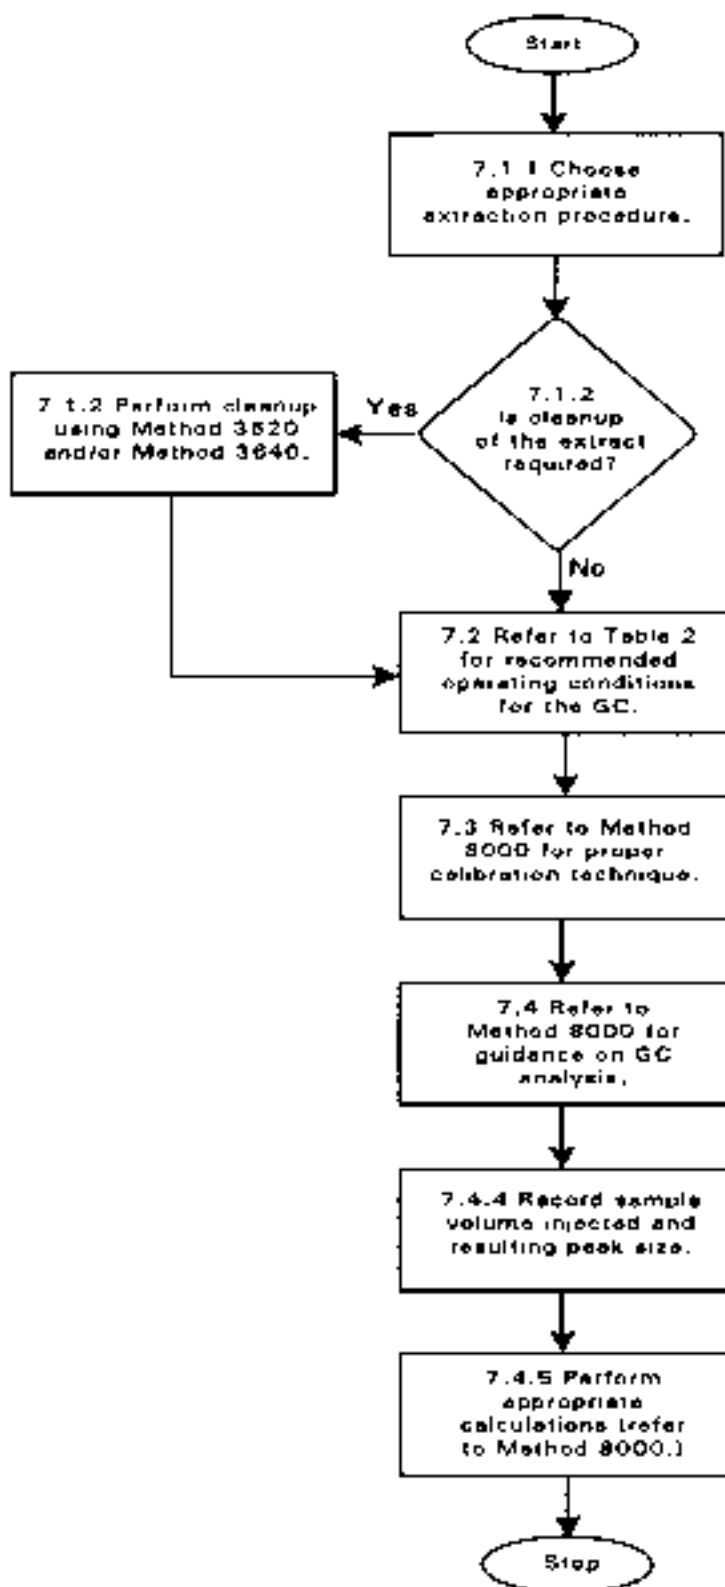 Start
7.1.1 Choose
appropriate
extraction procedure.
7.1.2
Is cleanup
of the extract
required?
Yes
7.1.2 Perform cleanup
using Method 3620
and/or Method 3640.
No
7.2 Refer to Table 2
for recommended
operating conditions
for the GC.
7.3 Refer to Method
8000 for proper
calibration technique.
7.4 Refer to
Method 8000 for
guidance on GC
analysis.
7.4.4 Record sample
volume injected and
resulting peak size.
7.4.5 Perform
appropriate
calculations (refer
to Method 8000.)
Stop